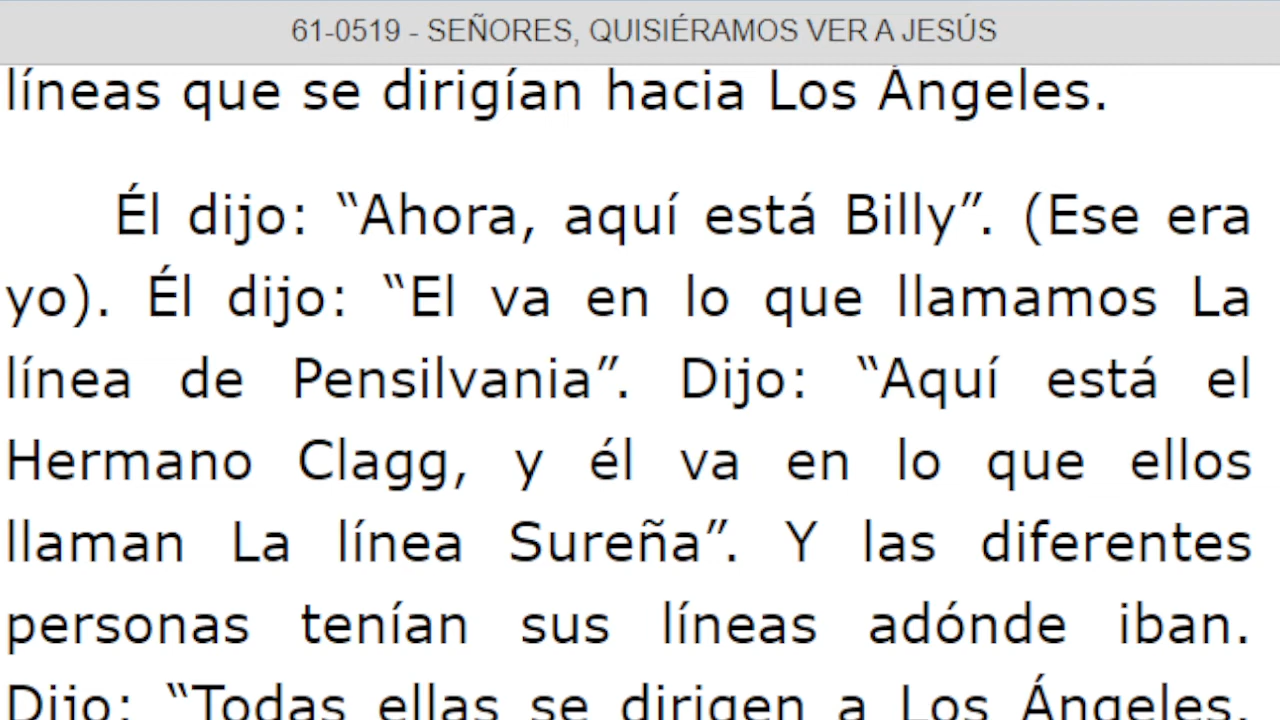 61-0519 - SEÑORES, QUISIÉRAMOS VER A JESÚS
líneas que se dirigían hacia Los Ángeles.
Él dijo: “Ahora, aquí está Billy”. (Ese era
yo). Él dijo: “El va en lo que llamamos La
línea de Pensilvania”. Dijo: “Aquí está el
Hermano Clagg, y él va en lo que ellos
llaman La línea Sureña”. Y las diferentes
personas tenían sus líneas adónde iban.
Dijo: “Todas ellas se dirigen a Los Ángeles.